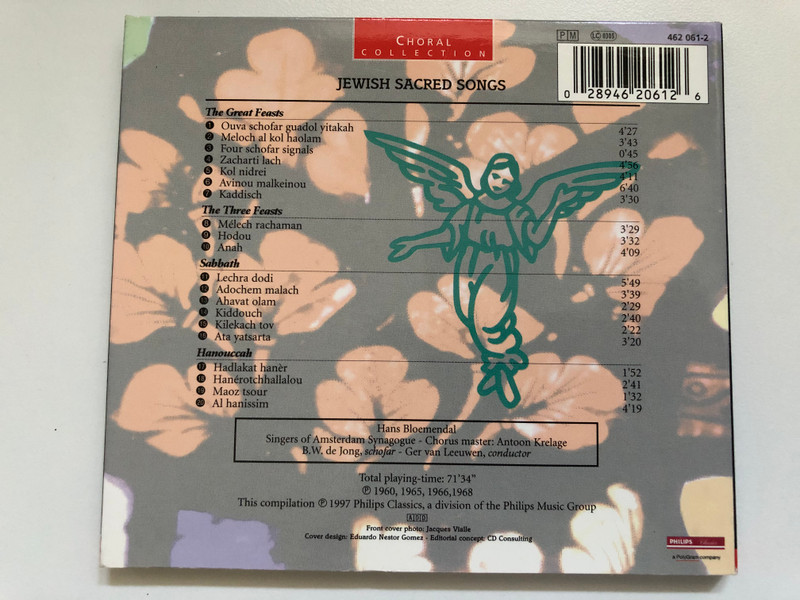 CHORAL
COLLECTION
P M LC 0305 462 061-2
0 28946 20612 6
JEWISH SACRED SONGS
The Great Feasts
1 Ouva schofar guadol yitakah 4'27
2 Meloch al kol haolam 3'43
3 Four schofar signals 0'45
4 Zacharti lach 4'56
5 Kol nidrei 4'11
6 Avinou malkeinou 6'40
7 Kaddisch 3'30
The Three Feasts
8 Mélech rachaman 3'29
9 Hodou 3'32
10 Anah 4'09
Sabbath
11 Lechra dodi 5'49
12 Adochem malach 3'39
13 Ahavat olam 2'29
14 Kiddouch 2'40
15 Kilekach tov 2'22
16 Ata yatsarta 3'20
Hanouccah
17 Hadlakat hanèr 1'52
18 Hanérotchhallalou 2'41
19 Maoz tsour 1'32
20 Al hanissim 4'19
Hans Bloemendal
Singers of Amsterdam Synagogue - Chorus master: Antoon Krelage
B.W. de Jong, schofar - Ger van Leeuwen, conductor
Total playing-time: 71'34"
℗ 1960, 1965, 1966,1968
This compilation ℗ 1997 Philips Classics, a division of the Philips Music Group
ADD
Front cover photo: Jacques Vialle
Cover design: Eduardo Nestor Gomez - Editorial concept: CD Consulting
PHILIPS Classics
a PolyGram company